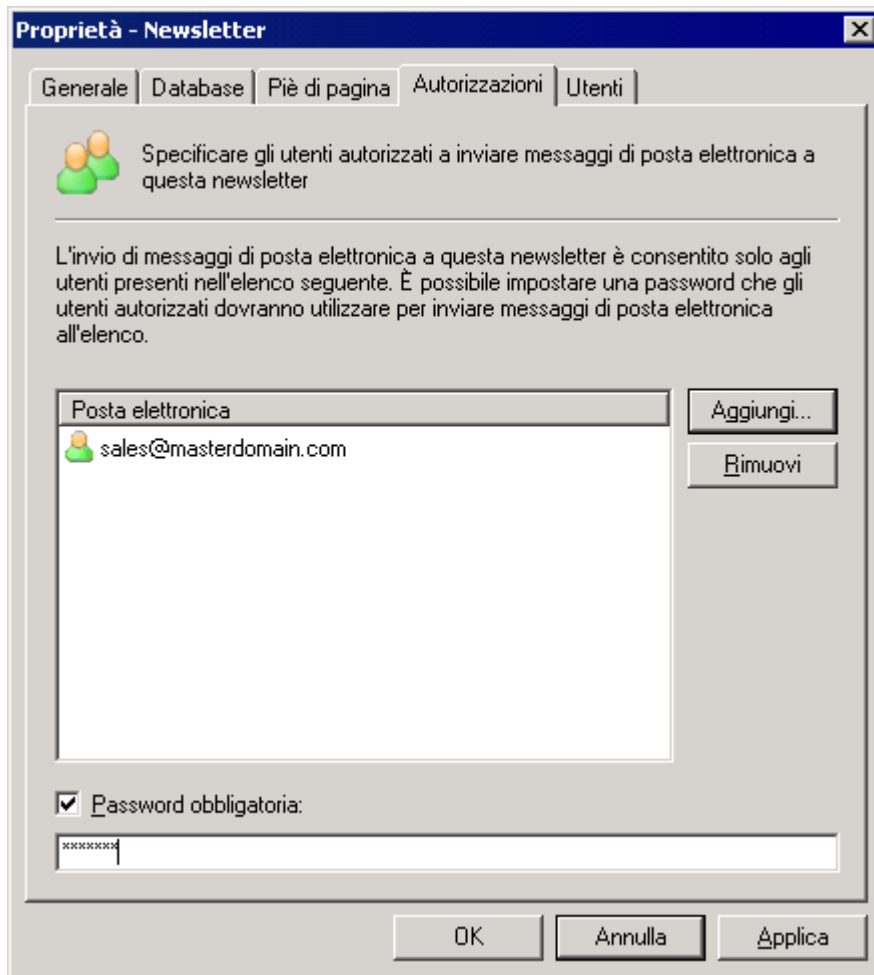 Proprietà - Newsletter
Generale Database Piè di pagina Autorizzazioni Utenti
Specificare gli utenti autorizzati a inviare messaggi di posta elettronica a
questa newsletter
L'invio di messaggi di posta elettronica a questa newsletter è consentito solo agli
utenti presenti nell'elenco seguente. È possibile impostare una password che gli
utenti autorizzati dovranno utilizzare per inviare messaggi di posta elettronica
all'elenco.
Posta elettronica
sales@masterdomain.com
Aggiungi...
Rimuovi
Password obbligatoria:
*******
OK Annulla Applica